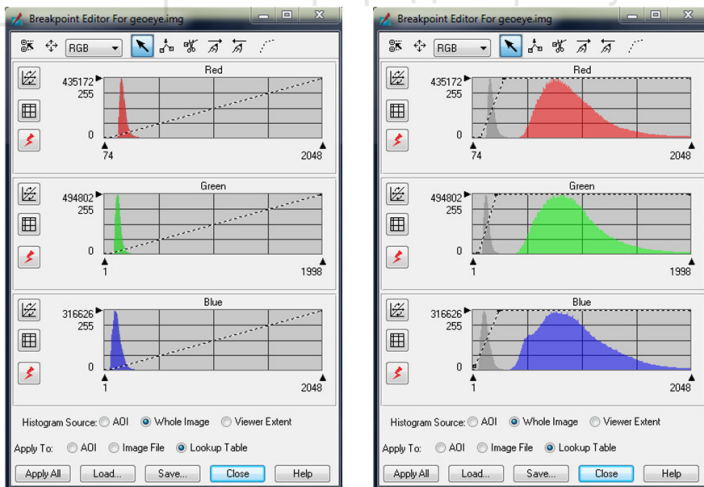 Breakpoint Editor For geoeye.img
RGB
Red
435172
255
0
74
2048
Green
494802
255
0
1
1998
Blue
316626
255
0
1
2048
Histogram Source: AOI Whole Image Viewer Extent
Apply To: AOI Image File Lookup Table
Apply All Load... Save... Close Help
Breakpoint Editor For geoeye.img
RGB
Red
435172
255
0
74
2048
Green
494802
255
0
1
1998
Blue
316626
255
0
1
2048
Histogram Source: AOI Whole Image Viewer Extent
Apply To: AOI Image File Lookup Table
Apply All Load... Save... Close Help